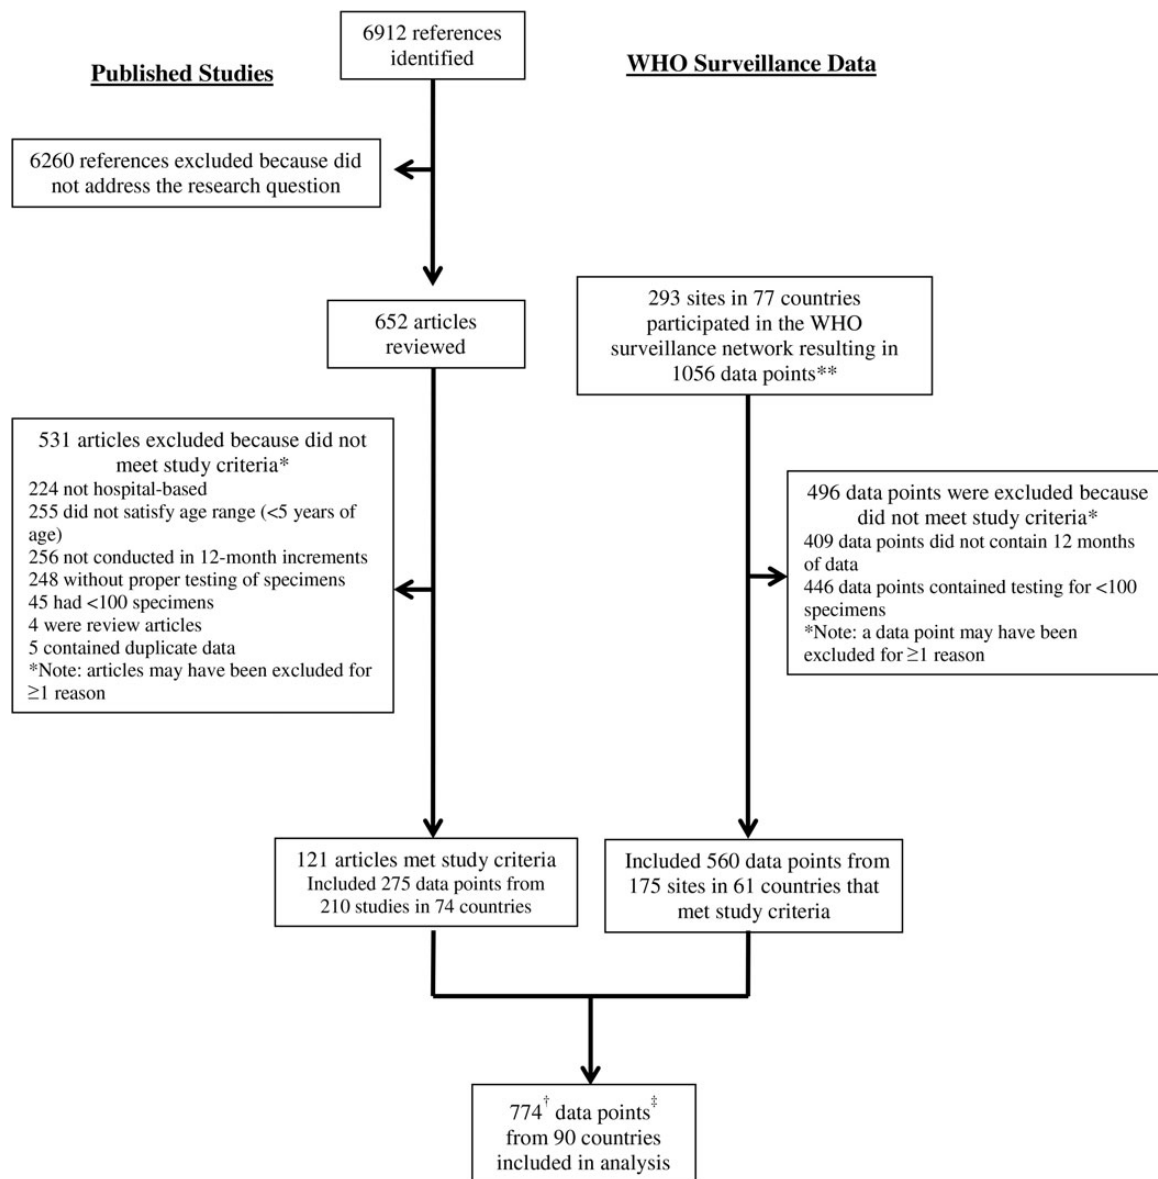 6912 references
identified
Published Studies
WHO Surveillance Data
6260 references excluded because did
not address the research question
652 articles
reviewed
293 sites in 77 countries
participated in the WHO
surveillance network resulting in
1056 data points**
531 articles excluded because did not
meet study criteria*
224 not hospital-based
255 did not satisfy age range (<5 years of
age)
256 not conducted in 12-month increments
248 without proper testing of specimens
45 had <100 specimens
4 were review articles
5 contained duplicate data
*Note: articles may have been excluded for
≥1 reason
496 data points were excluded because
did not meet study criteria*
409 data points did not contain 12 months
of data
446 data points contained testing for <100
specimens
*Note: a data point may have been
excluded for ≥1 reason
121 articles met study criteria
Included 275 data points from
210 studies in 74 countries
Included 560 data points from
175 sites in 61 countries that
met study criteria
774† data points‡
from 90 countries
included in analysis